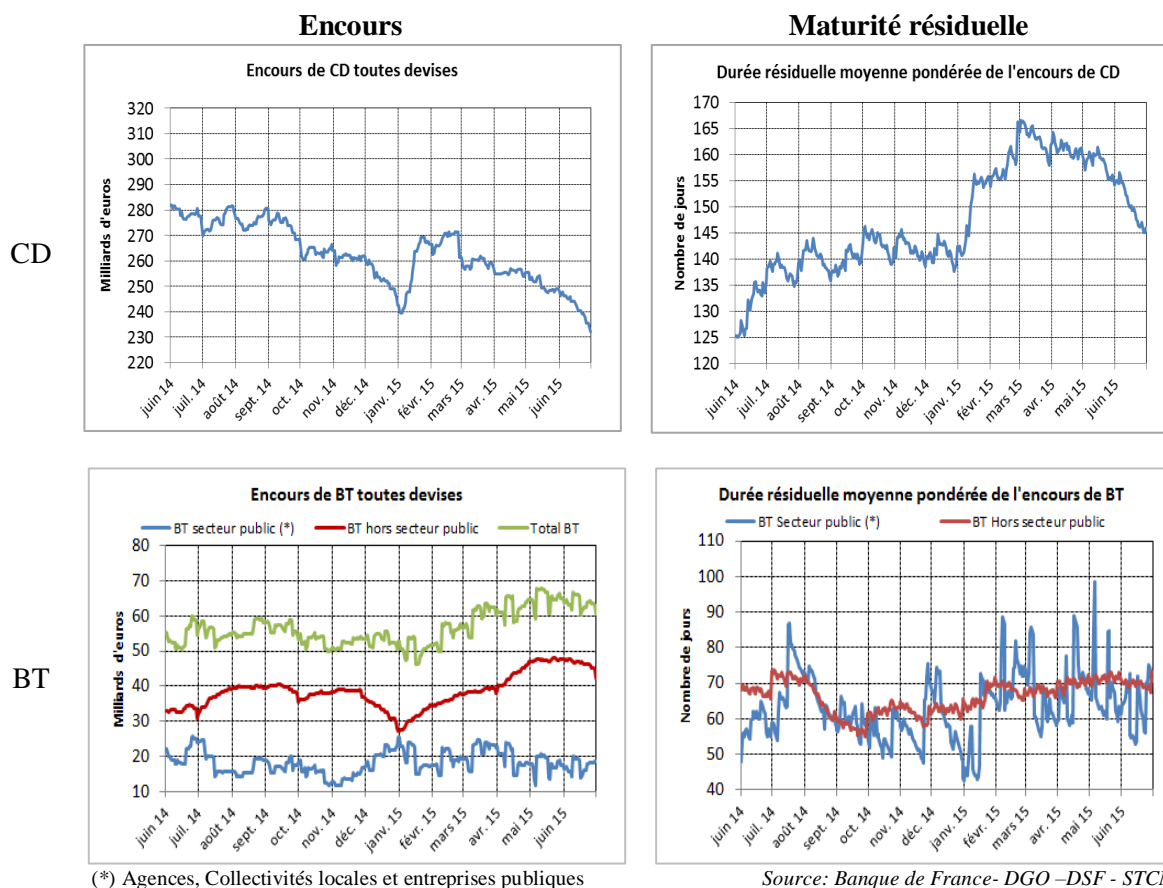 Encours
Maturité résiduelle
CD
Encours de CD toutes devises
Milliards d'euros
320
310
300
290
280
270
260
250
240
230
220
juin 14
juil. 14
août 14
sept. 14
oct. 14
nov. 14
déc. 14
janv. 15
févr. 15
mars 15
avr. 15
mai 15
juin 15
Durée résiduelle moyenne pondérée de l'encours de CD
Nombre de jours
170
165
160
155
150
145
140
135
130
125
120
juin 14
juil. 14
août 14
sept. 14
oct. 14
nov. 14
déc. 14
janv. 15
févr. 15
mars 15
avr. 15
mai 15
juin 15
BT
Encours de BT toutes devises
BT secteur public (*) BT hors secteur public Total BT
Milliards d'euros
80
70
60
50
40
30
20
10
juin 14
juil. 14
août 14
sept. 14
oct. 14
nov. 14
déc. 14
janv. 15
févr. 15
mars 15
avr. 15
mai 15
juin 15
Durée résiduelle moyenne pondérée de l'encours de BT
BT Secteur public (*) BT Hors secteur public
Nombre de jours
110
100
90
80
70
60
50
40
juin 14
juil. 14
août 14
sept. 14
oct. 14
nov. 14
déc. 14
janv. 15
févr. 15
mars 15
avr. 15
mai 15
juin 15
(*) Agences, Collectivités locales et entreprises publiques
Source: Banque de France- DGO –DSF -